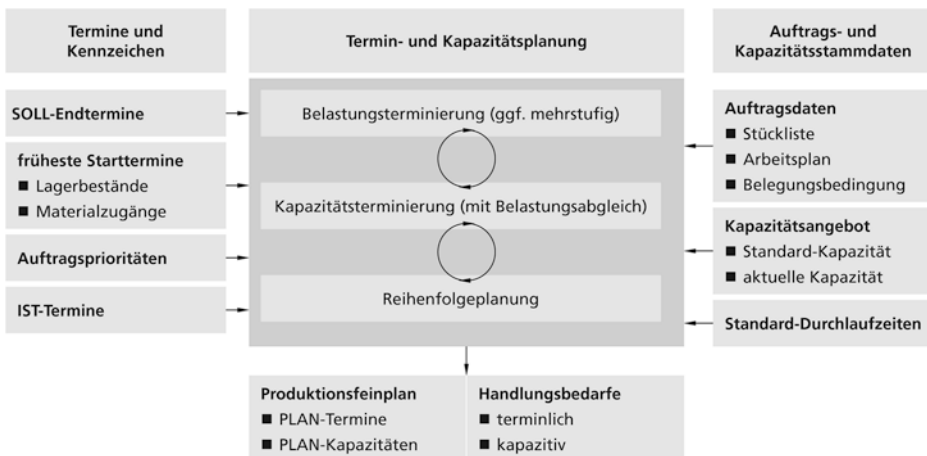 Termine und
Kennzeichen
Termin- und Kapazitätsplanung
Auftrags- und
Kapazitätsstammdaten
SOLL-Endtermine
früheste Starttermine
■ Lagerbestände
■ Materialzugänge
Auftragsprioritäten
IST-Termine
Belastungsterminierung (ggf. mehrstufig)
Kapazitätsterminierung (mit Belastungsabgleich)
Reihenfolgeplanung
Auftragsdaten
■ Stückliste
■ Arbeitsplan
■ Belegungsbedingung
Kapazitätsangebot
■ Standard-Kapazität
■ aktuelle Kapazität
Standard-Durchlaufzeiten
Produktionsfeinplan
■ PLAN-Termine
■ PLAN-Kapazitäten
Handlungsbedarfe
■ terminlich
■ kapazitiv